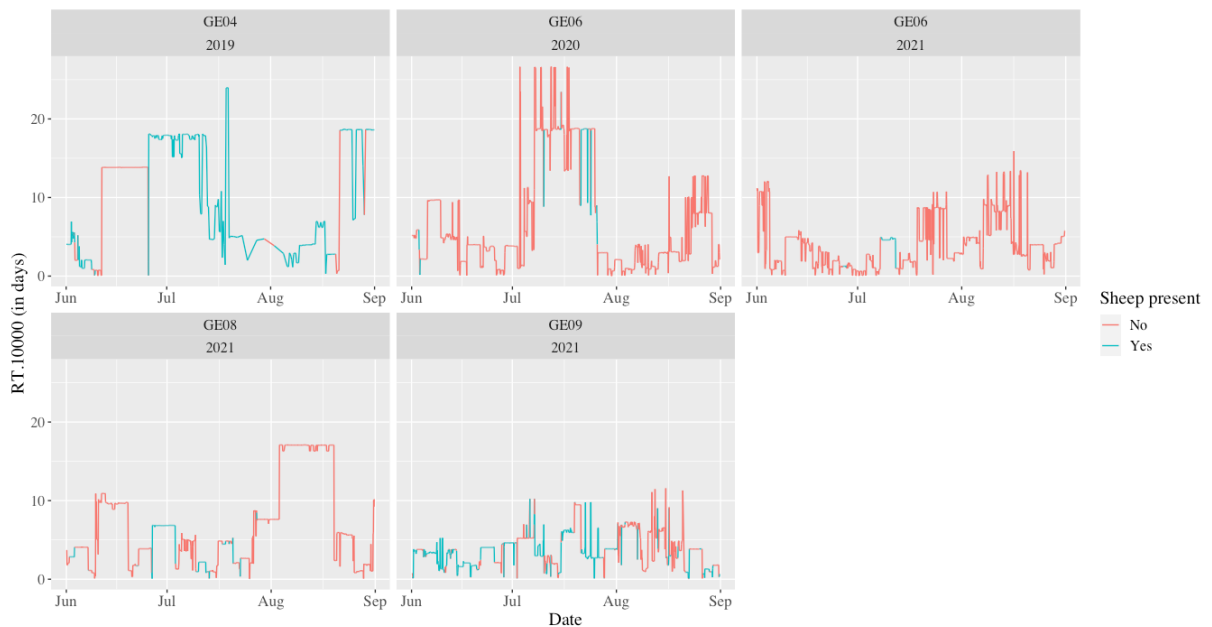 GE04
2019
GE06
2020
GE06
2021
20
10
0
Jun
Jul
Aug
Sep
Jun
Jul
Aug
Sep
Jun
Jul
Aug
Sep
GE08
2021
GE09
2021
20
10
0
Jun
Jul
Aug
Sep
Jun
Jul
Aug
Sep
RT.10000 (in days)
Date
Sheep present
No
Yes